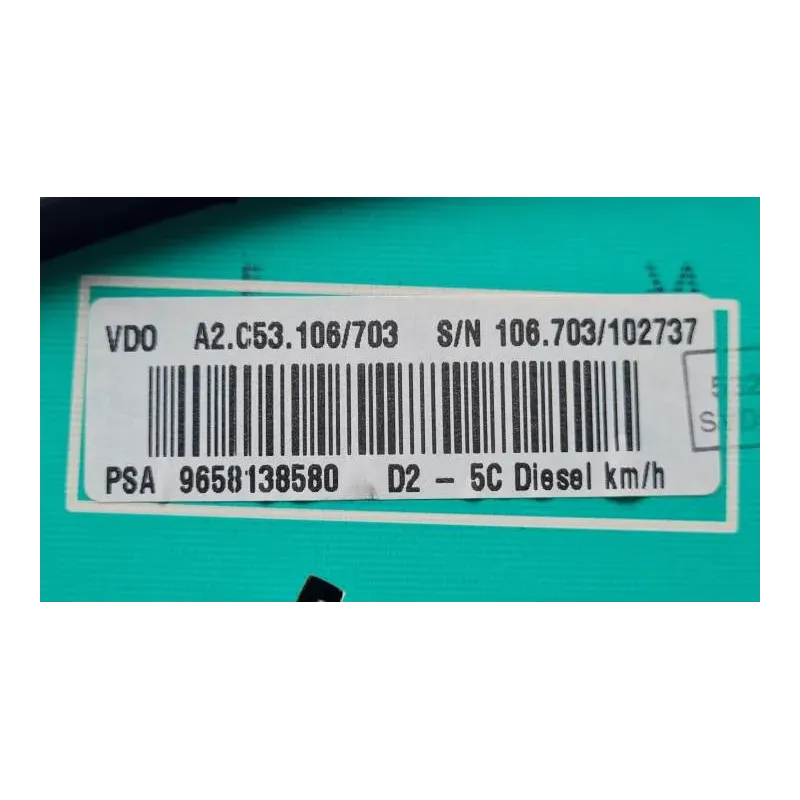 VDO A2.C53.106/703 S/N 106.703/102737
PSA 9658138580 D2 - 5C Diesel km/h